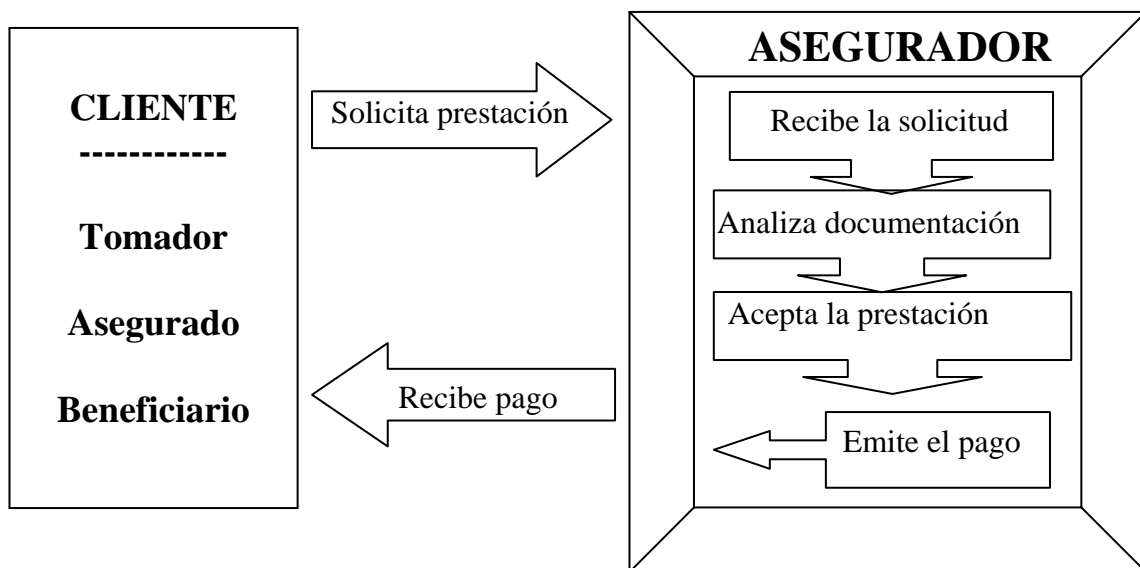 CLIENTE
------------
Tomador
Asegurado
Beneficiario
Solicita prestación
ASEGURADOR
Recibe la solicitud
Analiza documentación
Acepta la prestación
Emite el pago
Recibe pago